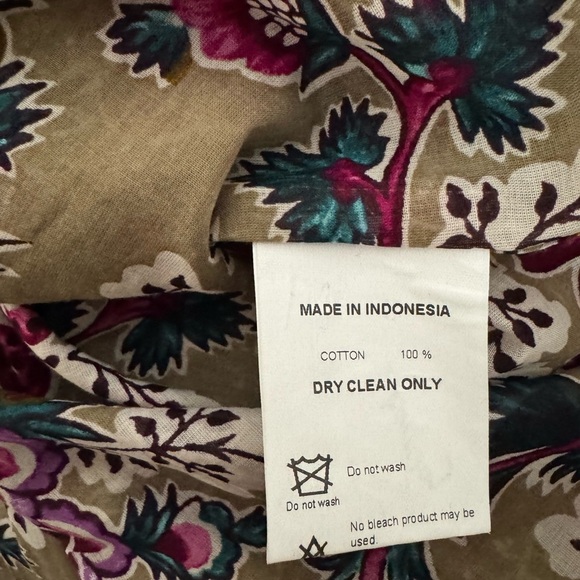 MADE IN INDONESIA
COTTON 100 %
DRY CLEAN ONLY
Do not wash
Do not wash
No bleach product may be
used.